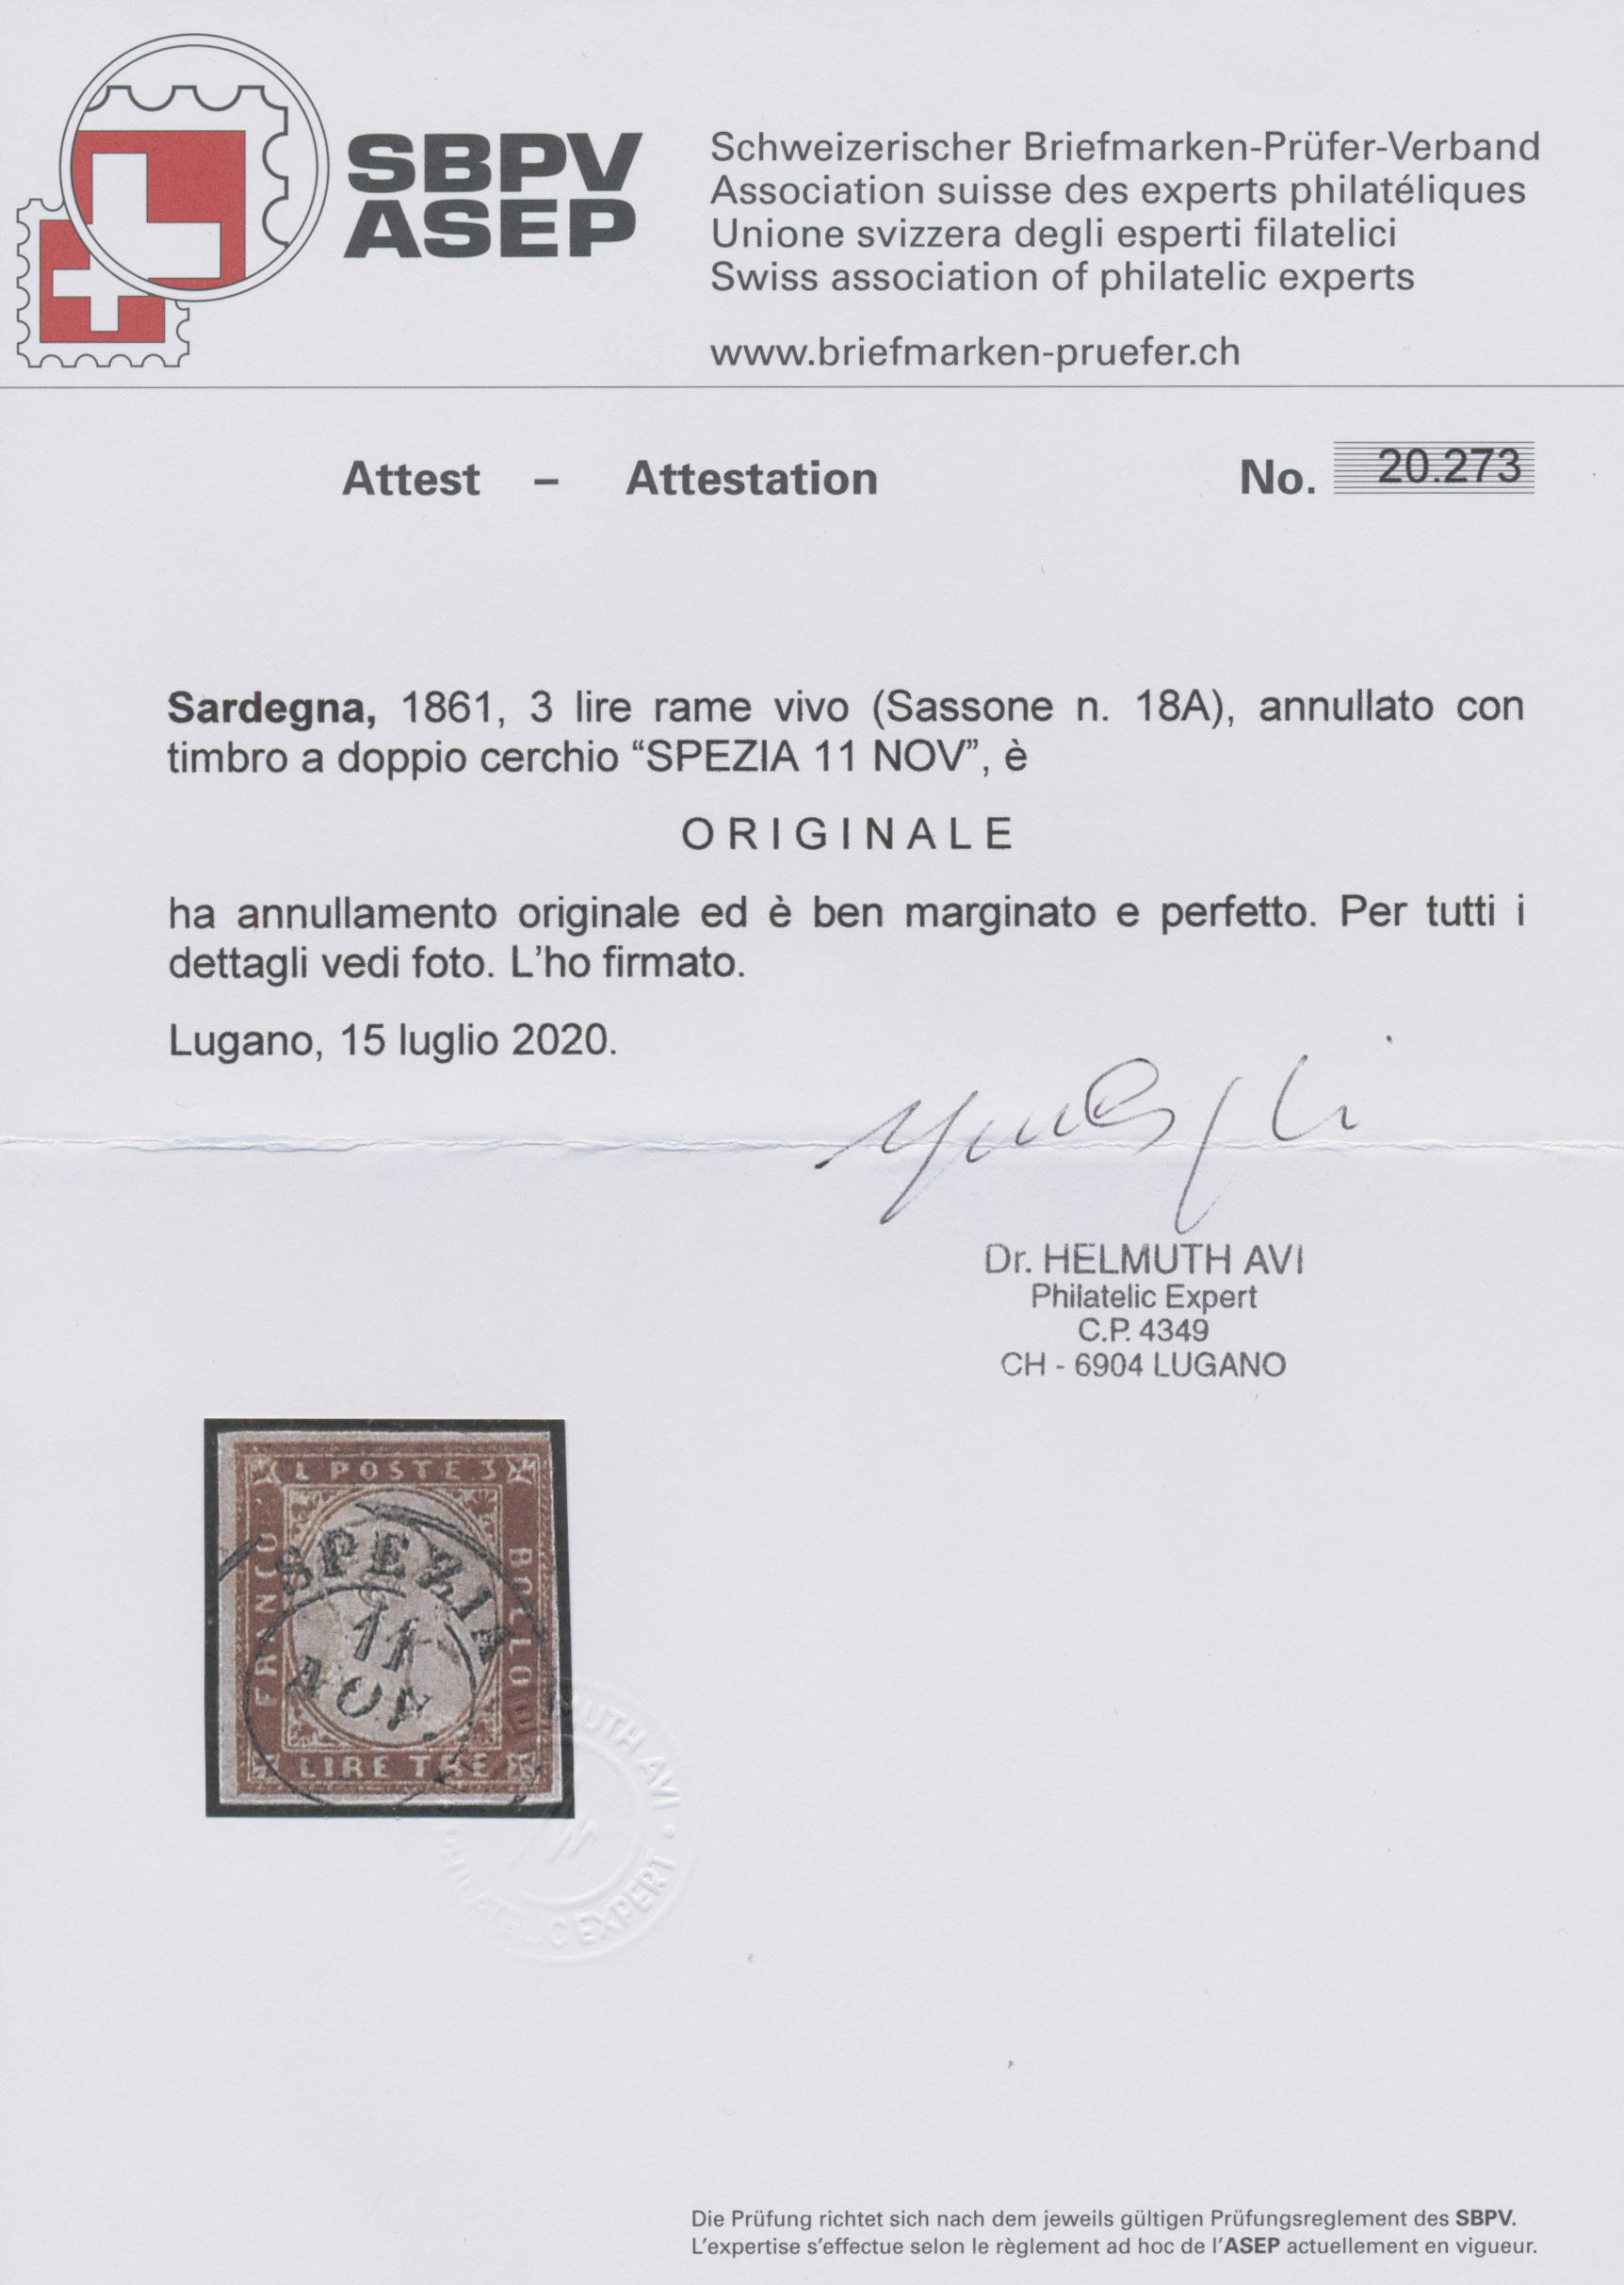 SBPV
ASEP
Schweizerischer Briefmarken-Prüfer-Verband
Association suisse des experts philatéliques
Unione svizzera degli esperti filatelici
Swiss association of philatelic experts
www.briefmarken-pruefer.ch
Attest – Attestation
No. 20.273
Sardegna, 1861, 3 lire rame vivo (Sassone n. 18A), annullato con
timbro a doppio cerchio “SPEZIA 11 NOV”, è
ORIGINALE
ha annullamento originale ed è ben marginato e perfetto. Per tutti i
dettagli vedi foto. L’ho firmato.
Lugano, 15 luglio 2020.
Dr. HELMUTH AVI
Philatelic Expert
C.P. 4349
CH - 6904 LUGANO
L POSTE 3
FRANCO
BOLLO
LIRE TRE
SPEZIA
11
NOV.
MUTH AVI • PHILATELIC EXPERT
Die Prüfung richtet sich nach dem jeweils gültigen Prüfungsreglement des SBPV.
L’expertise s’effectue selon le règlement ad hoc de l’ASEP actuellement en vigueur.